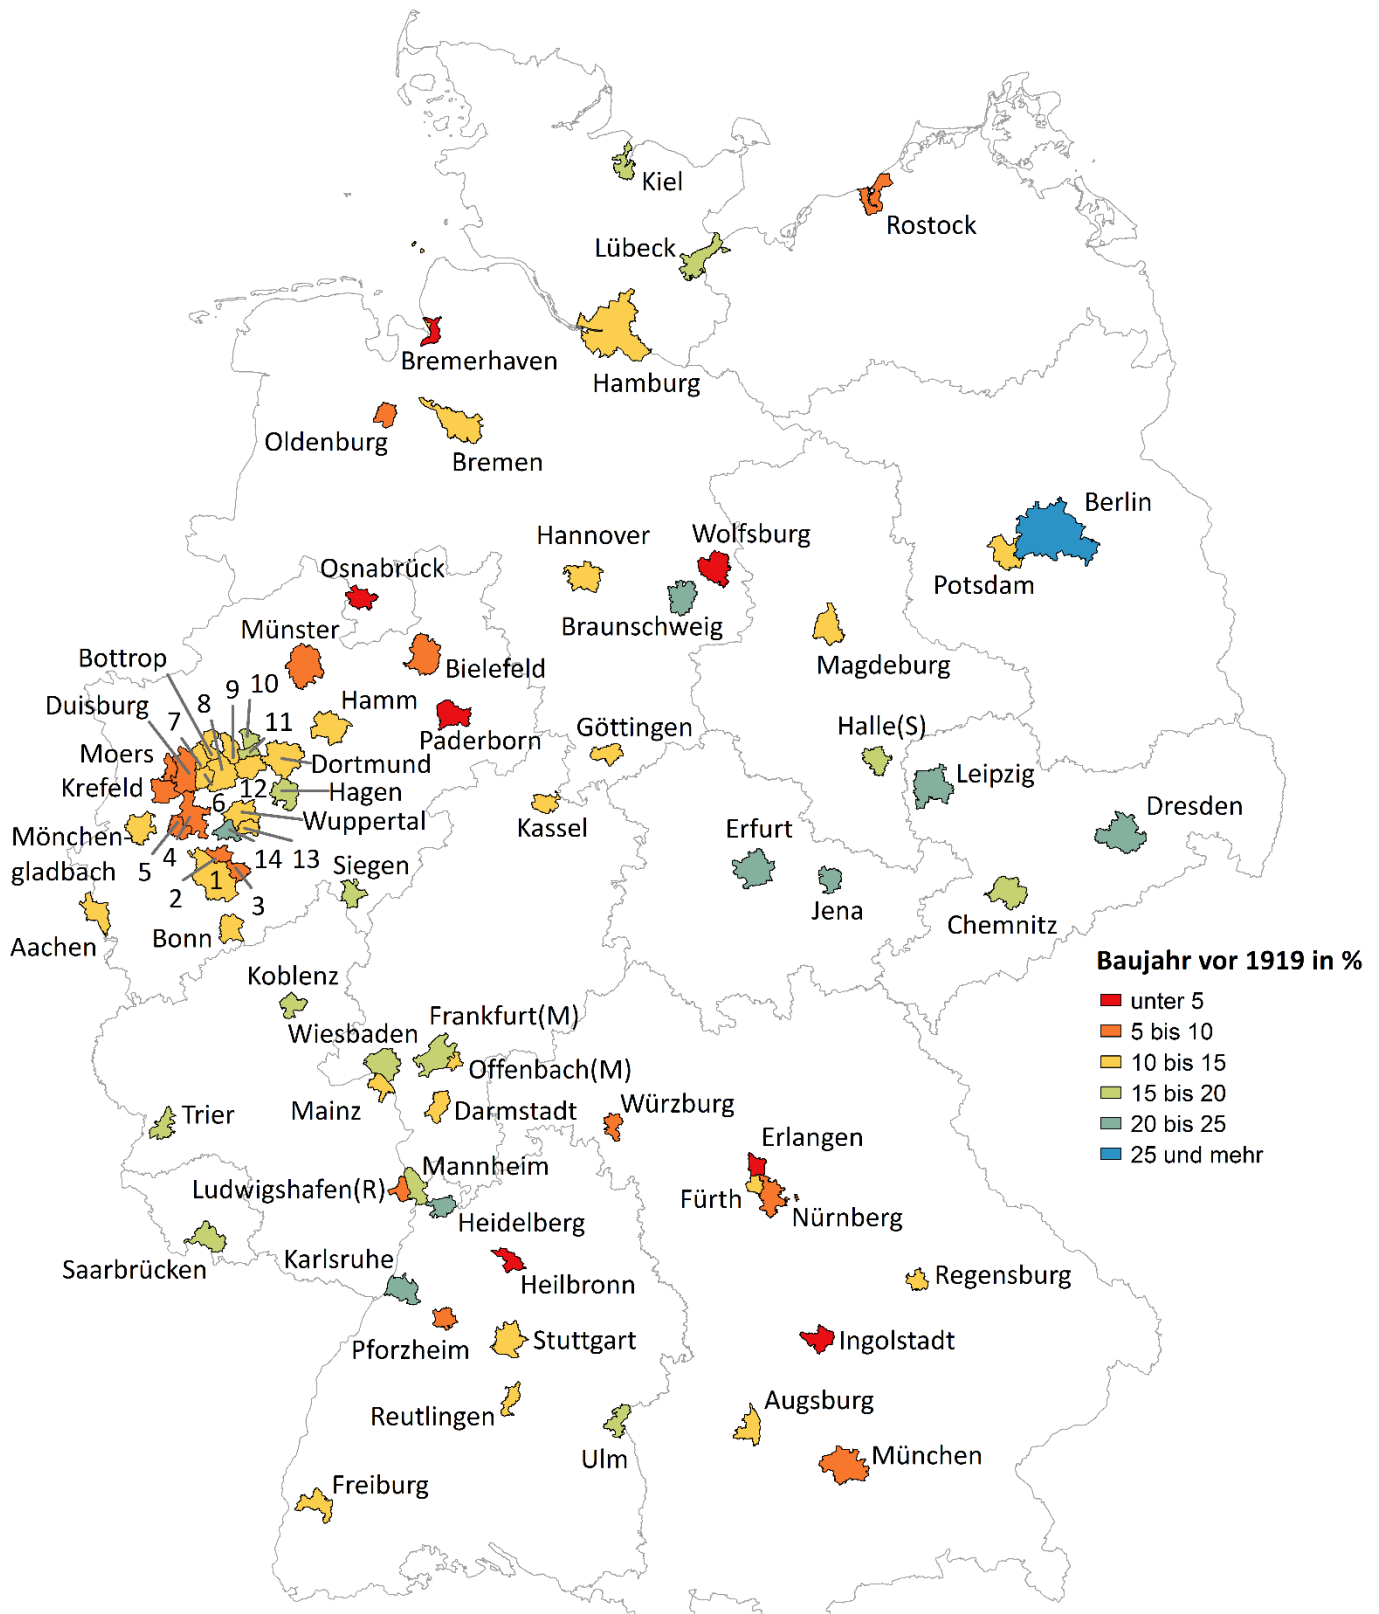 Kiel
Rostock
Lübeck
Bremerhaven
Hamburg
Oldenburg
Bremen
Berlin
Hannover
Wolfsburg
Osnabrück
Potsdam
Braunschweig
Münster
Bottrop
Bielefeld
Magdeburg
10
9
8
Hamm
Duisburg
7
11
Göttingen
Halle(S)
Paderborn
Moers
Dortmund
Leipzig
Krefeld
12
Hagen
6
Dresden
Wuppertal
Kassel
Erfurt
Mönchen-
gladbach
5
4
14
13
Siegen
1
2
3
Jena
Chemnitz
Aachen
Bonn
Baujahr vor 1919 in %
unter 5
5 bis 10
10 bis 15
15 bis 20
20 bis 25
25 und mehr
Koblenz
Frankfurt(M)
Wiesbaden
Offenbach(M)
Mainz
Darmstadt
Würzburg
Trier
Erlangen
Mannheim
Ludwigshafen(R)
Fürth
Nürnberg
Heidelberg
Saarbrücken
Karlsruhe
Heilbronn
Regensburg
Pforzheim
Stuttgart
Ingolstadt
Augsburg
Reutlingen
Ulm
München
Freiburg